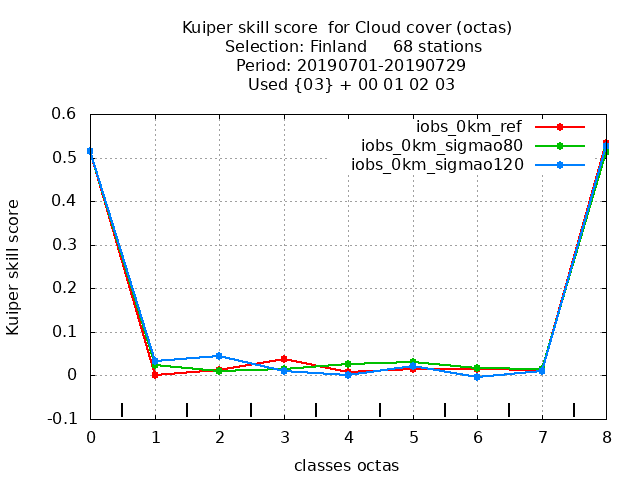 Kuiper skill score  for Cloud cover (octas)
Selection: Finland     68 stations
Period: 20190701-20190729
Used {03} + 00 01 02 03
iobs_0km_ref
iobs_0km_sigmao80
iobs_0km_sigmao120
Kuiper skill score
0.6
0.5
0.4
0.3
0.2
0.1
0
-0.1
0 1 2 3 4 5 6 7 8
classes octas